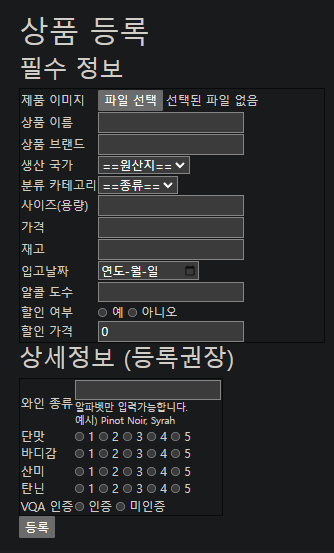 상품 등록
필수 정보
제품 이미지 파일 선택 선택된 파일 없음
상품 이름
상품 브랜드
생산 국가 ==원산지==
분류 카테고리 ==종류==
사이즈(용량)
가격
재고
입고날짜 연도-월-일
알콜 도수
할인 여부 예 아니오
할인 가격 0
상세정보 (등록권장)
와인 종류
알파벳만 입력가능합니다.
예시) Pinot Noir, Syrah
단맛 1 2 3 4 5
바디감 1 2 3 4 5
산미 1 2 3 4 5
탄닌 1 2 3 4 5
VQA 인증 인증 미인증
등록